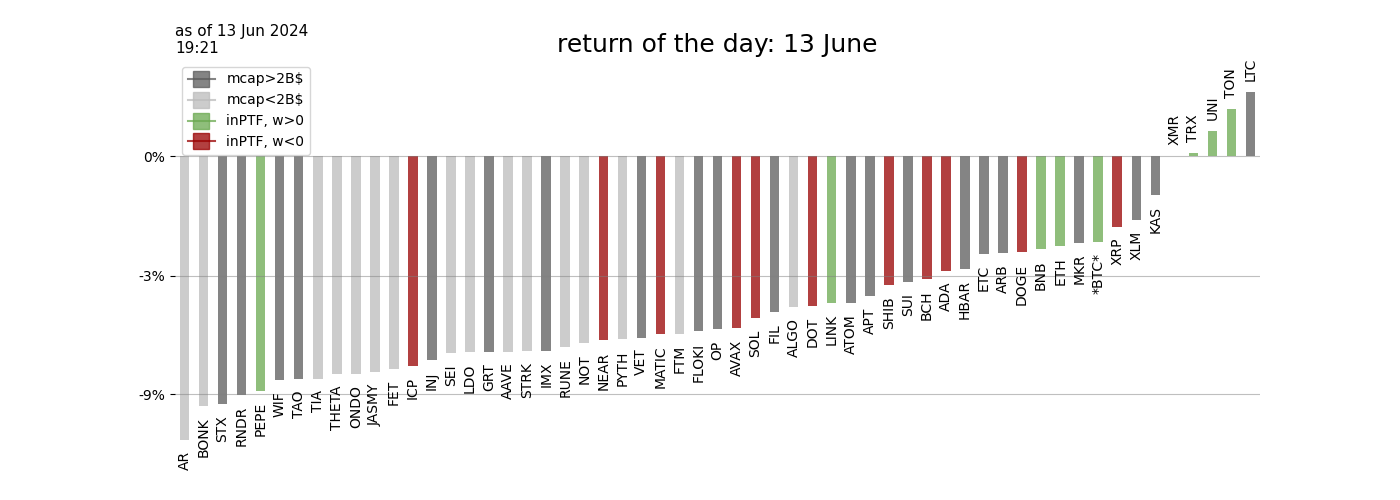 as of 13 Jun 2024
19:21
return of the day: 13 June
mcap>2B$
mcap<2B$
inPTF, w>0
inPTF, w<0
0%
-3%
-9%
AR
BONK
STX
RNDR
PEPE
WIF
TAO
TIA
THETA
ONDO
JASMY
FET
ICP
INJ
SEI
LDO
GRT
AAVE
STRK
IMX
RUNE
NOT
NEAR
PYTH
VET
MATIC
FTM
FLOKI
OP
AVAX
SOL
FIL
ALGO
DOT
LINK
ATOM
APT
SHIB
SUI
BCH
ADA
HBAR
ETC
ARB
DOGE
BNB
ETH
MKR
*BTC*
XRP
XLM
KAS
XMR
TRX
UNI
TON
LTC